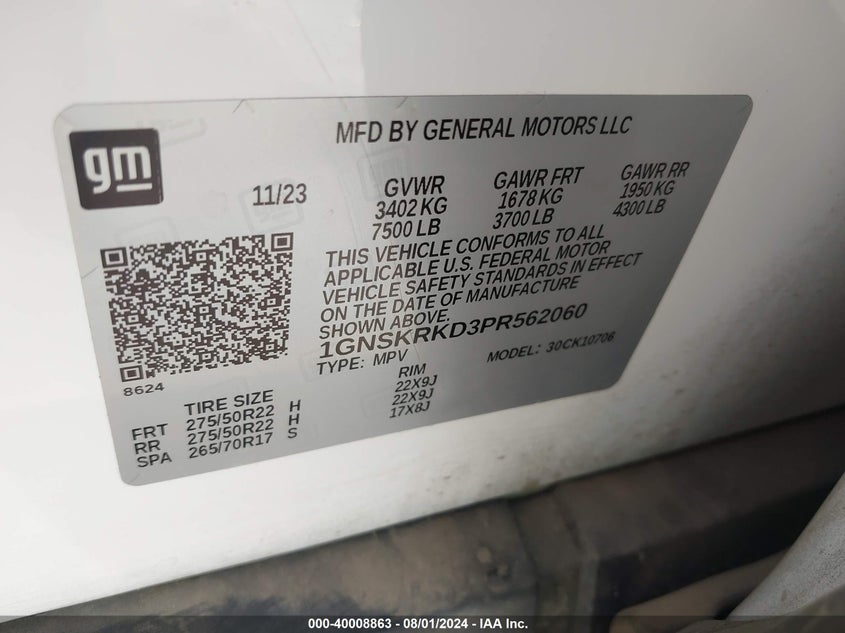 gm
MFD BY GENERAL MOTORS LLC
11/23
GVWR
3402 KG
7500 LB
GAWR FRT
1678 KG
3700 LB
GAWR RR
1950 KG
4300 LB
THIS VEHICLE CONFORMS TO ALL
APPLICABLE U.S. FEDERAL MOTOR
VEHICLE SAFETY STANDARDS IN EFFECT
ON THE DATE OF MANUFACTURE
SHOWN ABOVE.
1GNSKRKD3PR562060
TYPE: MPV
MODEL: 30CK10706
8624
TIRE SIZE RIM
FRT 275/50R22 H 22X9J
RR 275/50R22 H 22X9J
SPA 265/70R17 S 17X8J
000-40008863 - 08/01/2024 - IAA Inc.